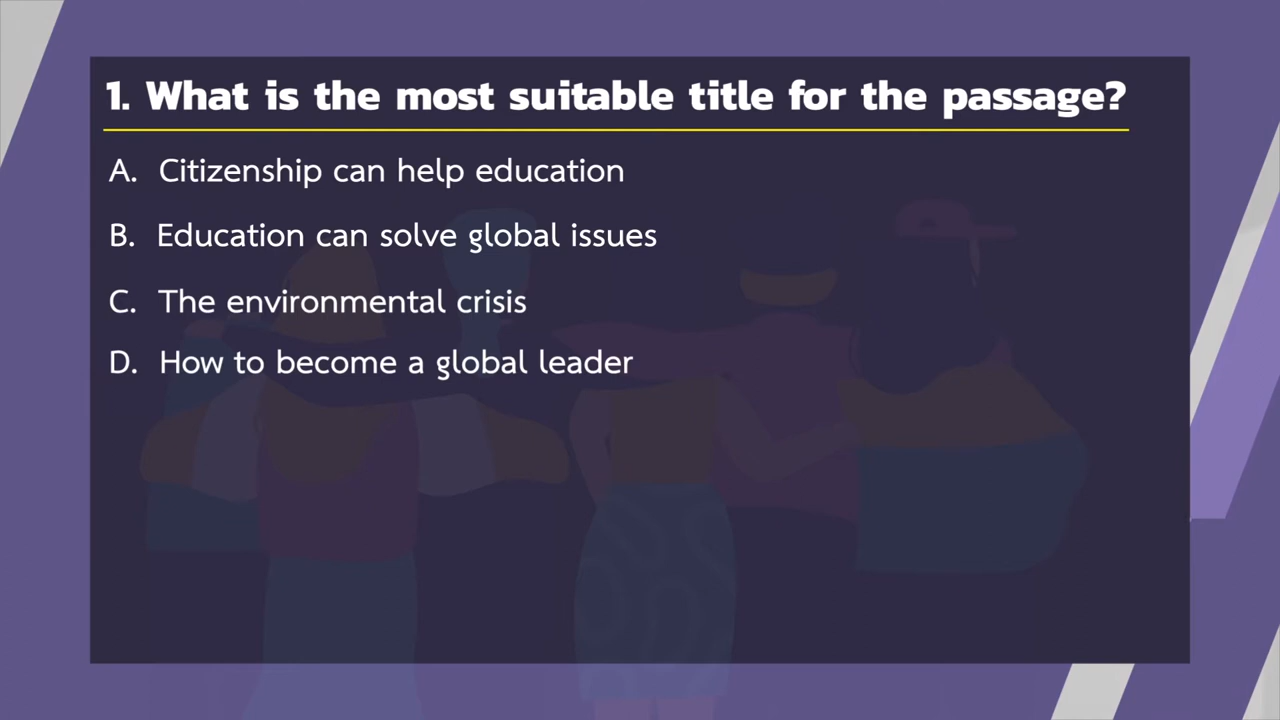 1. What is the most suitable title for the passage?
A. Citizenship can help education
B. Education can solve global issues
C. The environmental crisis
D. How to become a global leader